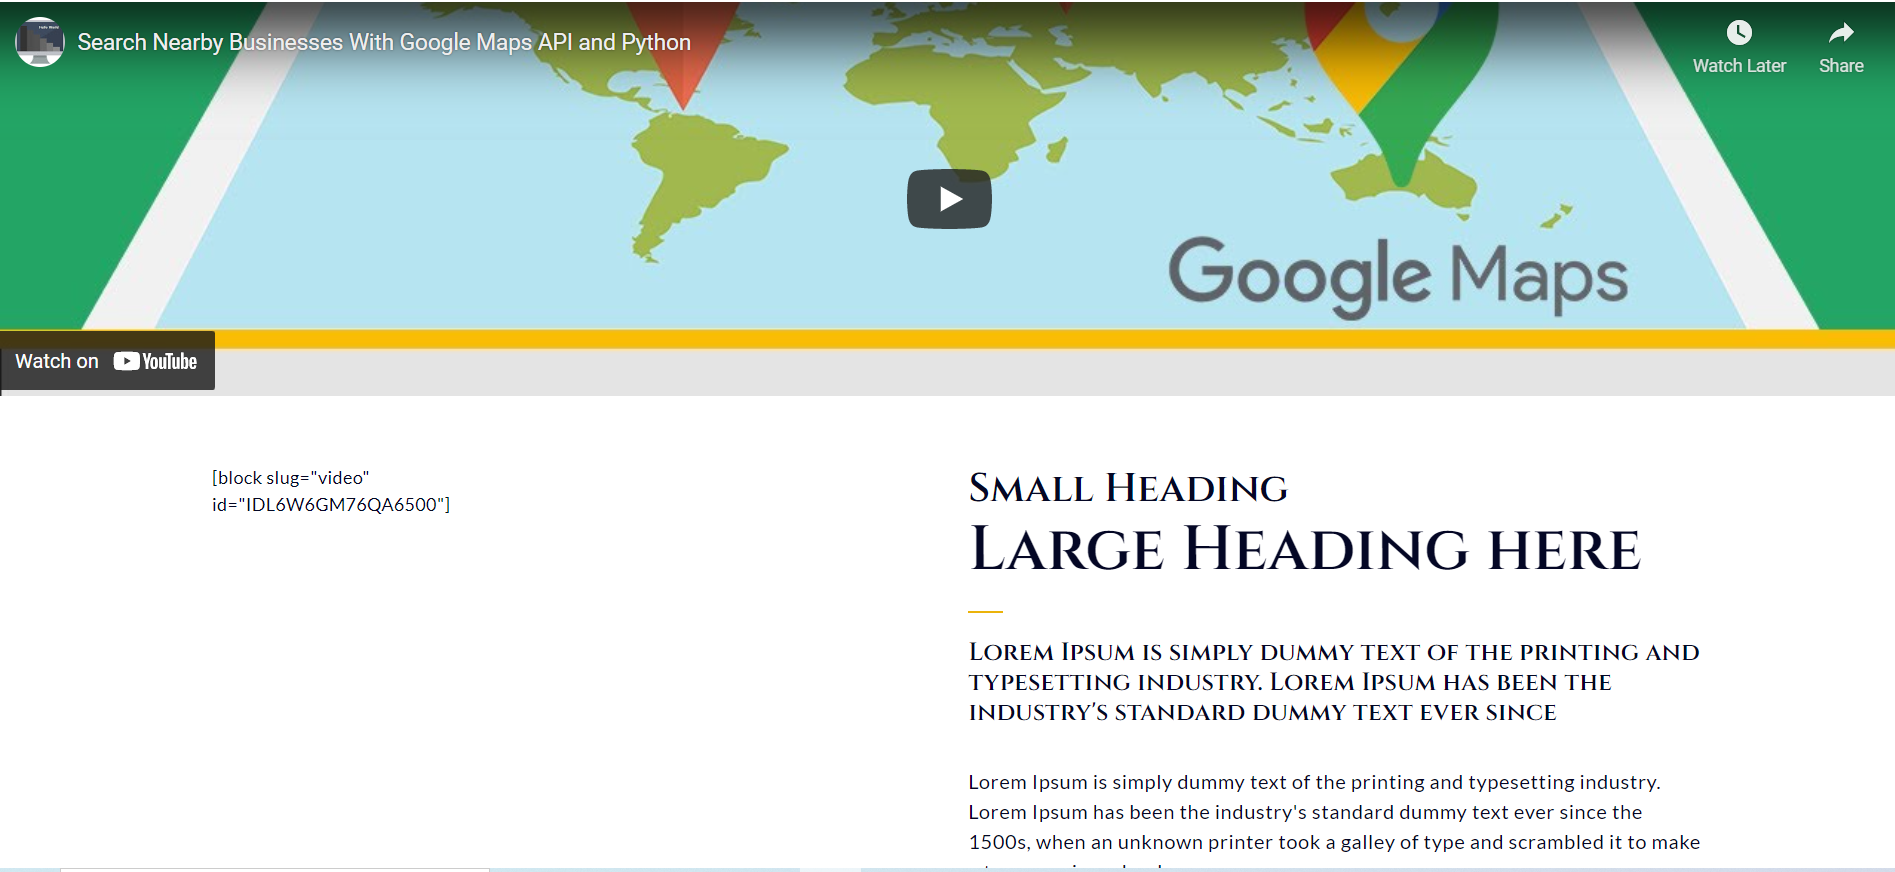 Search Nearby Businesses With Google Maps API and Python
Watch Later
Share
Google Maps
Watch on YouTube
[block slug="video"
id="IDL6W6GM76QA6500"]
Small Heading
Large Heading here
Lorem Ipsum is simply dummy text of the printing and
typesetting industry. Lorem Ipsum has been the
industry's standard dummy text ever since
Lorem Ipsum is simply dummy text of the printing and typesetting industry.
Lorem Ipsum has been the industry's standard dummy text ever since the
1500s, when an unknown printer took a galley of type and scrambled it to make